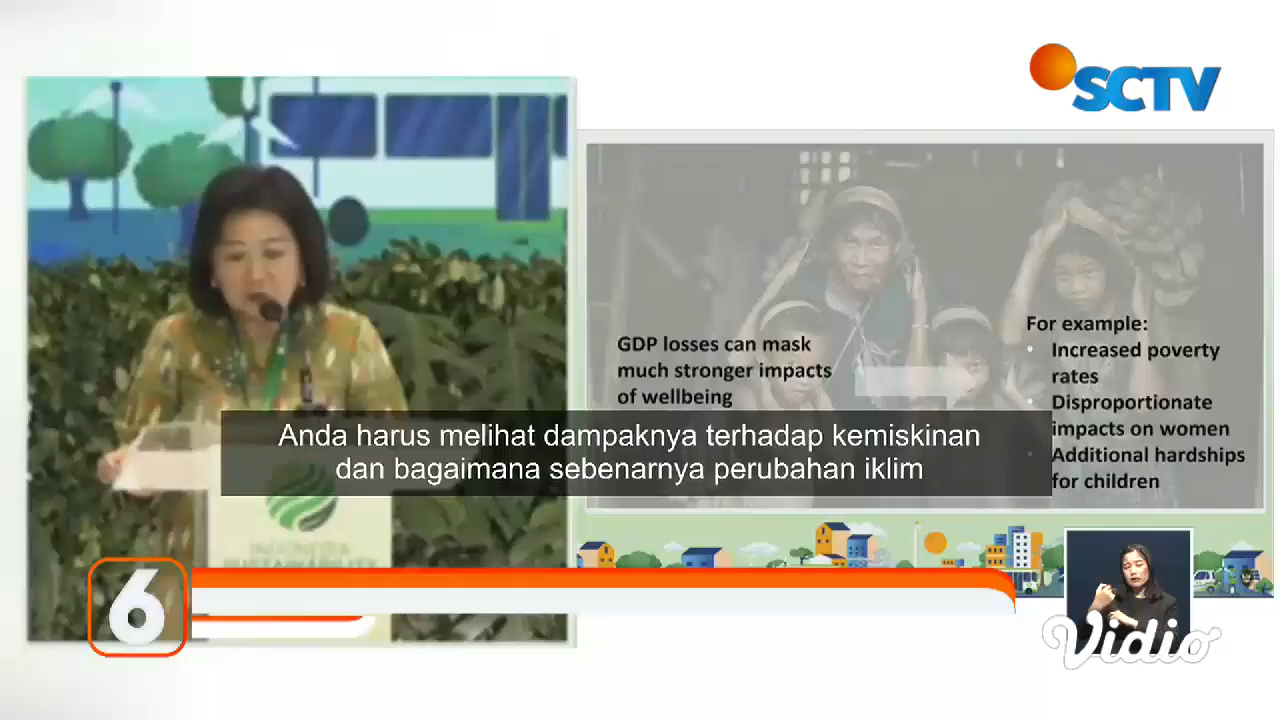 SCTV
GDP losses can mask
much stronger impacts
of wellbeing
For example:
• Increased poverty
rates
• Disproportionate
impacts on women
• Additional hardships
for children
Anda harus melihat dampaknya terhadap kemiskinan
dan bagaimana sebenarnya perubahan iklim
INDONESIA
6
Vidio